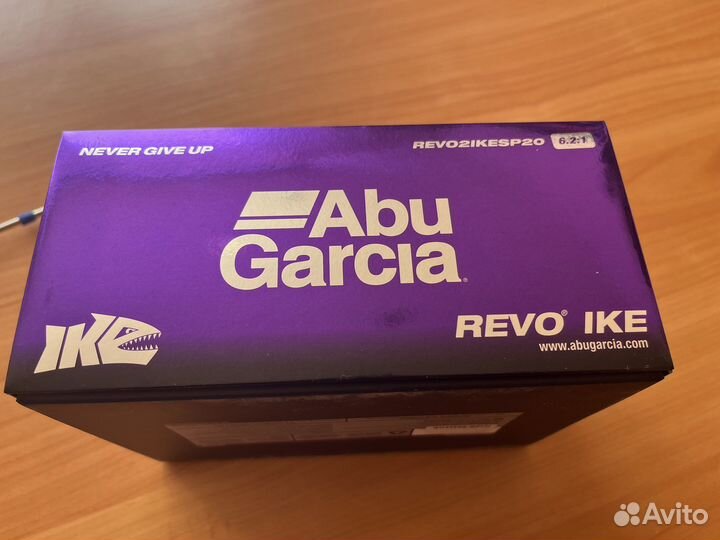 NEVER GIVE UP
REVO2IKESP20 6.2:1
Abu
Garcia
IKE
REVO® IKE
www.abugarcia.com
Avito